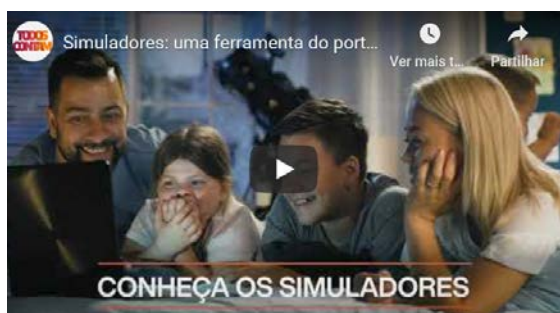 TODOS
CONTAM
Simuladores: uma ferramenta do port...
Ver mais t...
Partilhar
CONHEÇA OS SIMULADORES